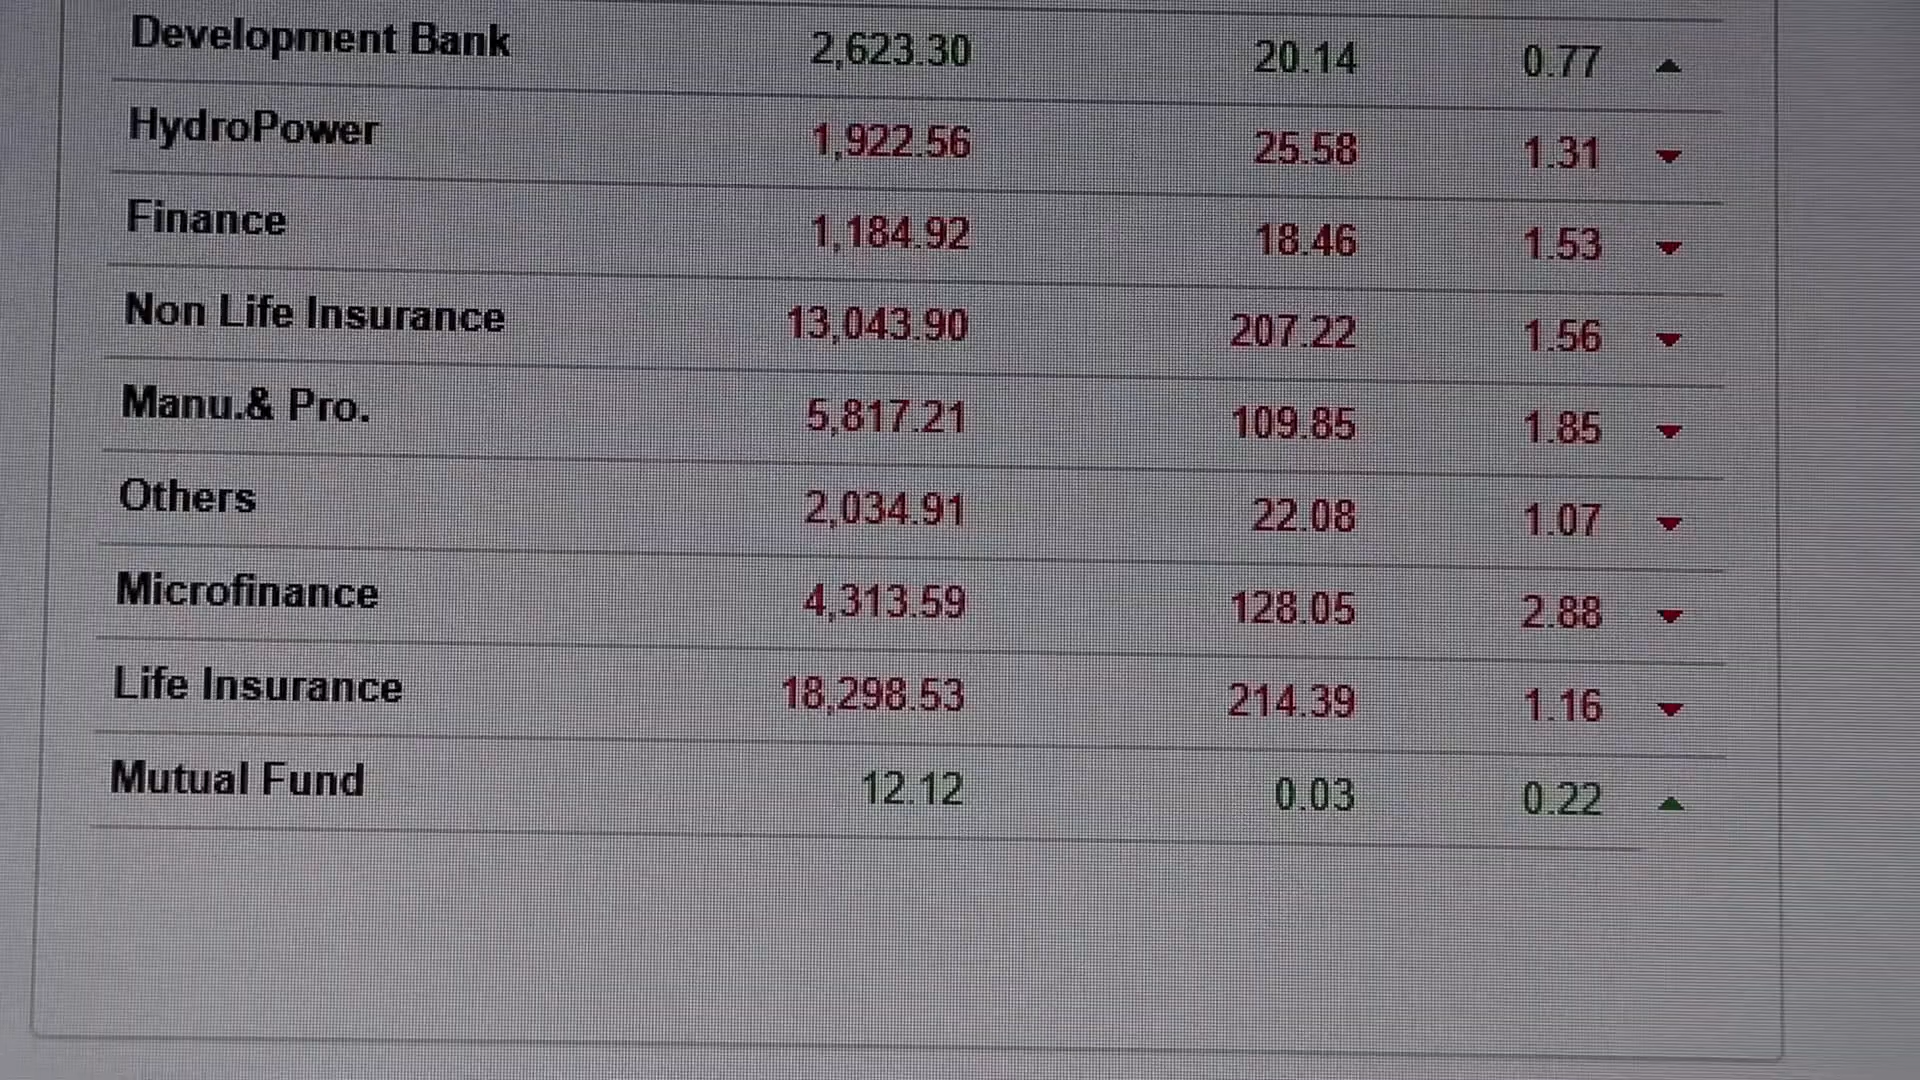 Development Bank 2,623.30 20.14 0.77
HydroPower 1,922.56 25.58 1.31
Finance 1,184.92 18.46 1.53
Non Life Insurance 13,043.90 207.22 1.56
Manu.& Pro. 5,817.21 109.85 1.85
Others 2,034.91 22.08 1.07
Microfinance 4,313.59 128.05 2.88
Life Insurance 18,298.53 214.39 1.16
Mutual Fund 12.12 0.03 0.22